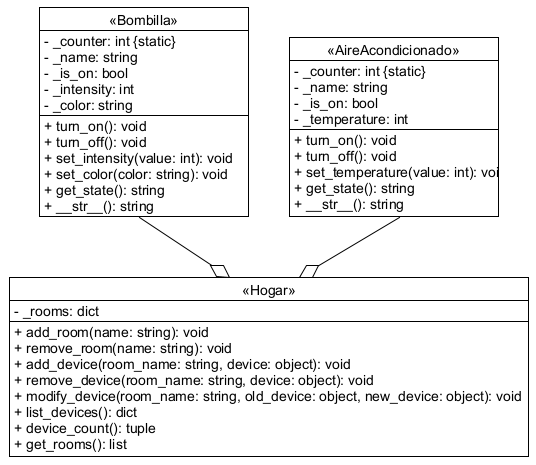 «Bombilla»
- _counter: int {static}
- _name: string
- _is_on: bool
- _intensity: int
- _color: string
+ turn_on(): void
+ turn_off(): void
+ set_intensity(value: int): void
+ set_color(color: string): void
+ get_state(): string
+ __str__(): string
«AireAcondicionado»
- _counter: int {static}
- _name: string
- _is_on: bool
- _temperature: int
+ turn_on(): void
+ turn_off(): void
+ set_temperature(value: int): voi
+ get_state(): string
+ __str__(): string
«Hogar»
- _rooms: dict
+ add_room(name: string): void
+ remove_room(name: string): void
+ add_device(room_name: string, device: object): void
+ remove_device(room_name: string, device: object): void
+ modify_device(room_name: string, old_device: object, new_device: object): void
+ list_devices(): dict
+ device_count(): tuple
+ get_rooms(): list